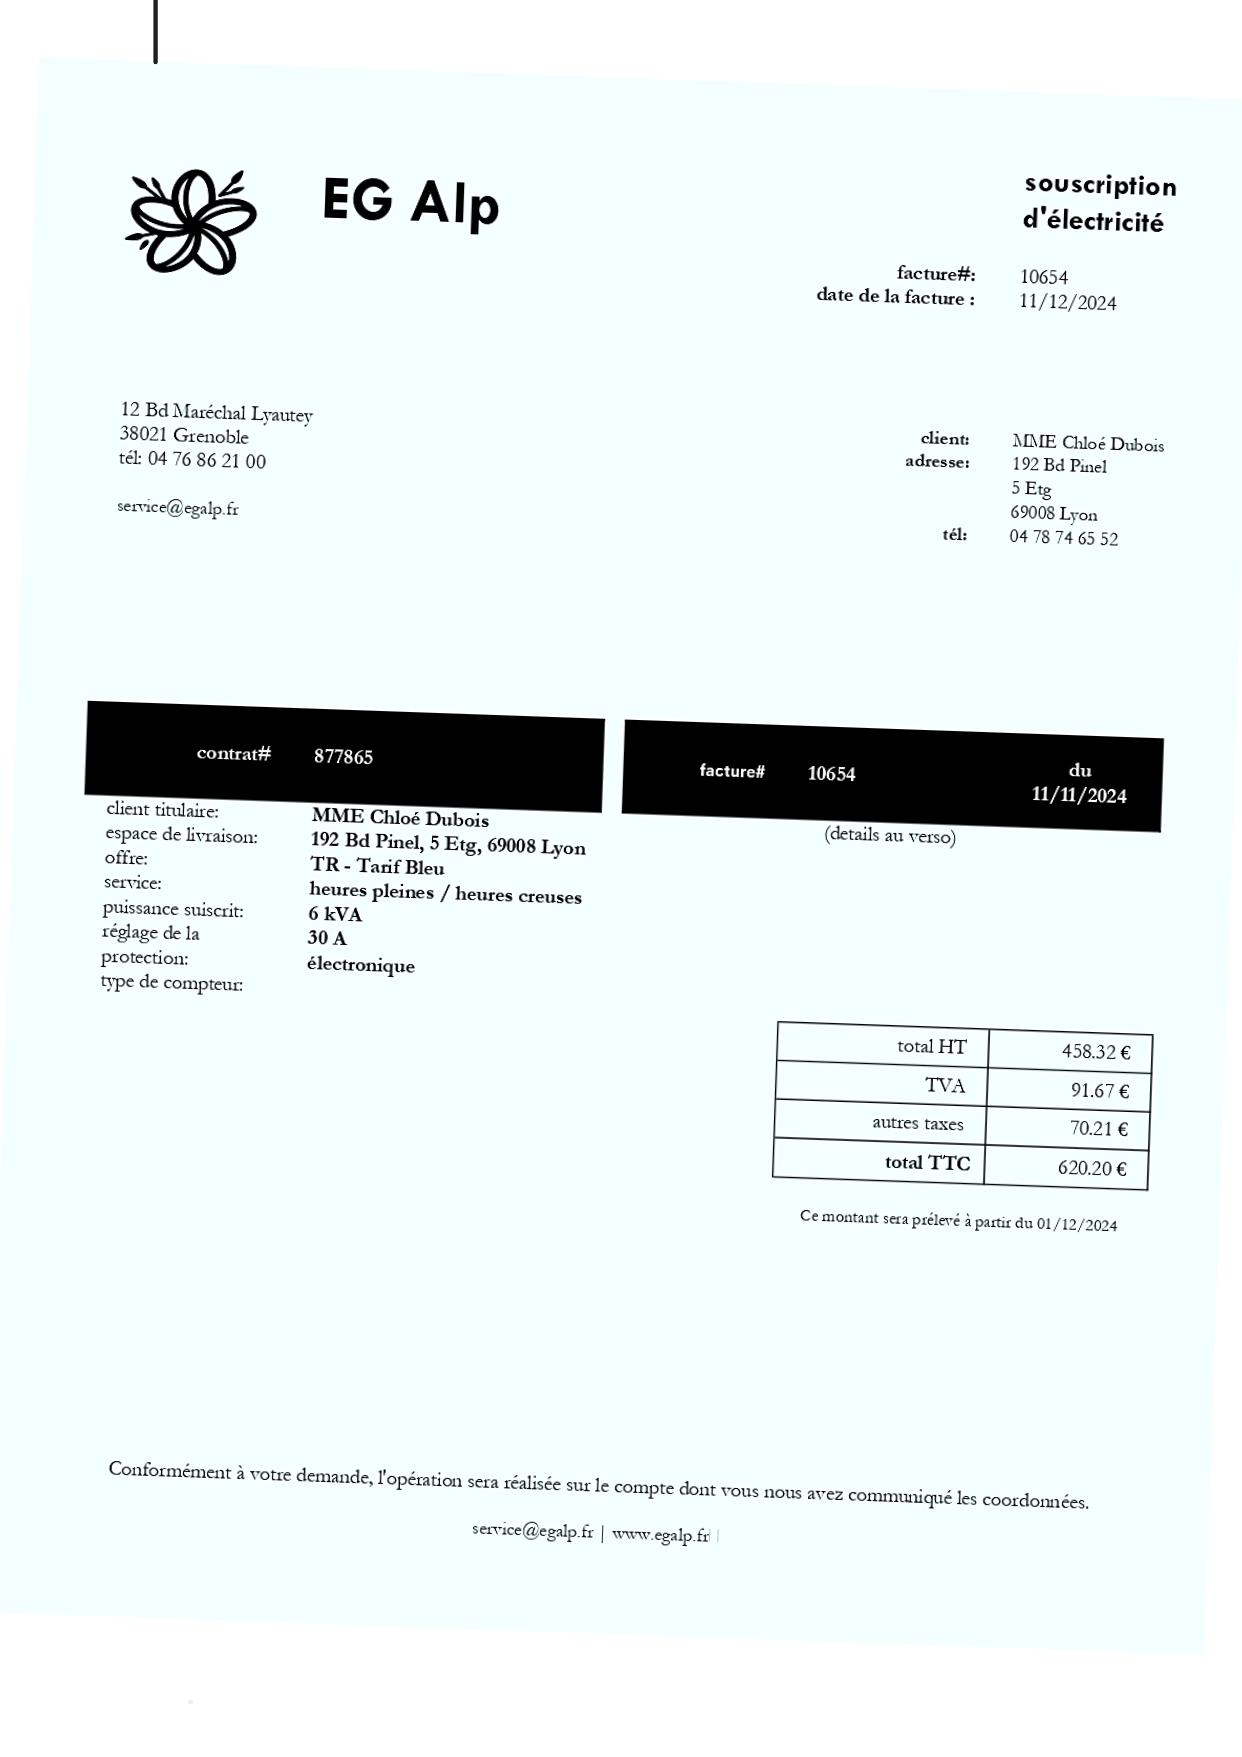 EG Alp
souscription
d'électricité
facture#: 10654
date de la facture : 11/12/2024
12 Bd Maréchal Lyautey
38021 Grenoble
tél: 04 76 86 21 00
service@egalp.fr
client: MME Chloé Dubois
adresse: 192 Bd Pinel
5 Etg
69008 Lyon
tél: 04 78 74 65 52
contrat# 877865
facture# 10654 du
11/11/2024
(details au verso)
client titulaire: MME Chloé Dubois
espace de livraison: 192 Bd Pinel, 5 Etg, 69008 Lyon
offre: TR - Tarif Bleu
service: heures pleines / heures creuses
puissance suiscrit: 6 kVA
réglage de la 30 A
protection: électronique
type de compteur:
total HT 458.32 €
TVA 91.67 €
autres taxes 70.21 €
total TTC 620.20 €
Ce montant sera prélevé à partir du 01/12/2024
Conformément à votre demande, l'opération sera réalisée sur le compte dont vous nous avez communiqué les coordonnées.
service@egalp.fr | www.egalp.fr |